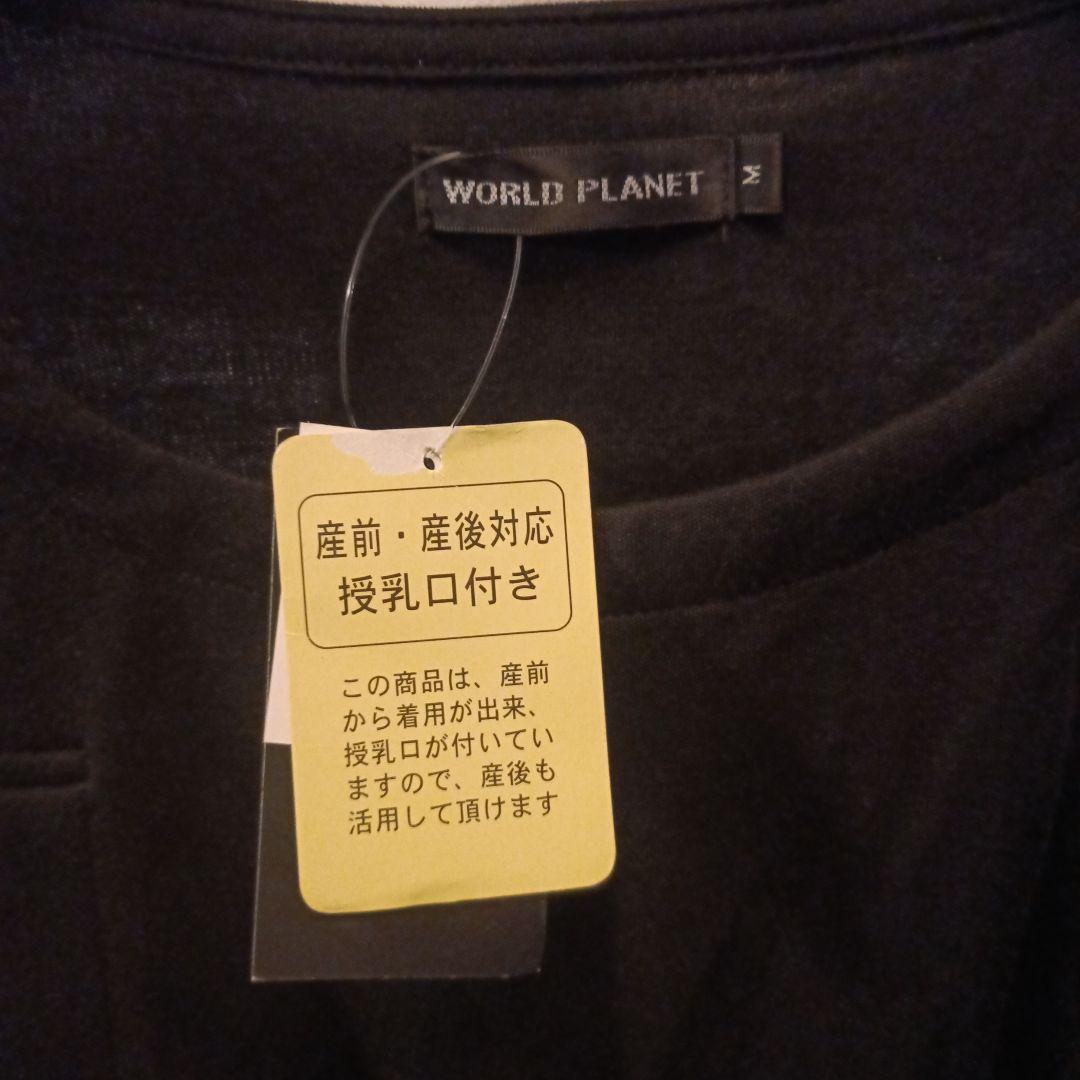 WORLD PLANET
M
産前・産後対応
授乳口付き
この商品は、産前
から着用が出来、
授乳口が付いてい
ますので、産後も
活用して頂けます